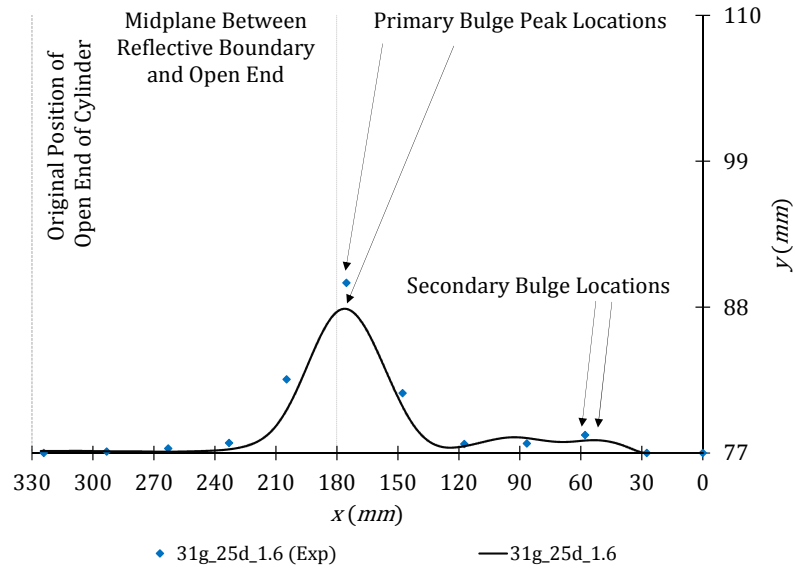 Midplane Between
Reflective Boundary
and Open End
Primary Bulge Peak Locations
Original Position of
Open End of Cylinder
Secondary Bulge Locations
110
99
88
77
y (mm)
330 300 270 240 210 180 150 120 90 60 30 0
x (mm)
31g_25d_1.6 (Exp)
31g_25d_1.6